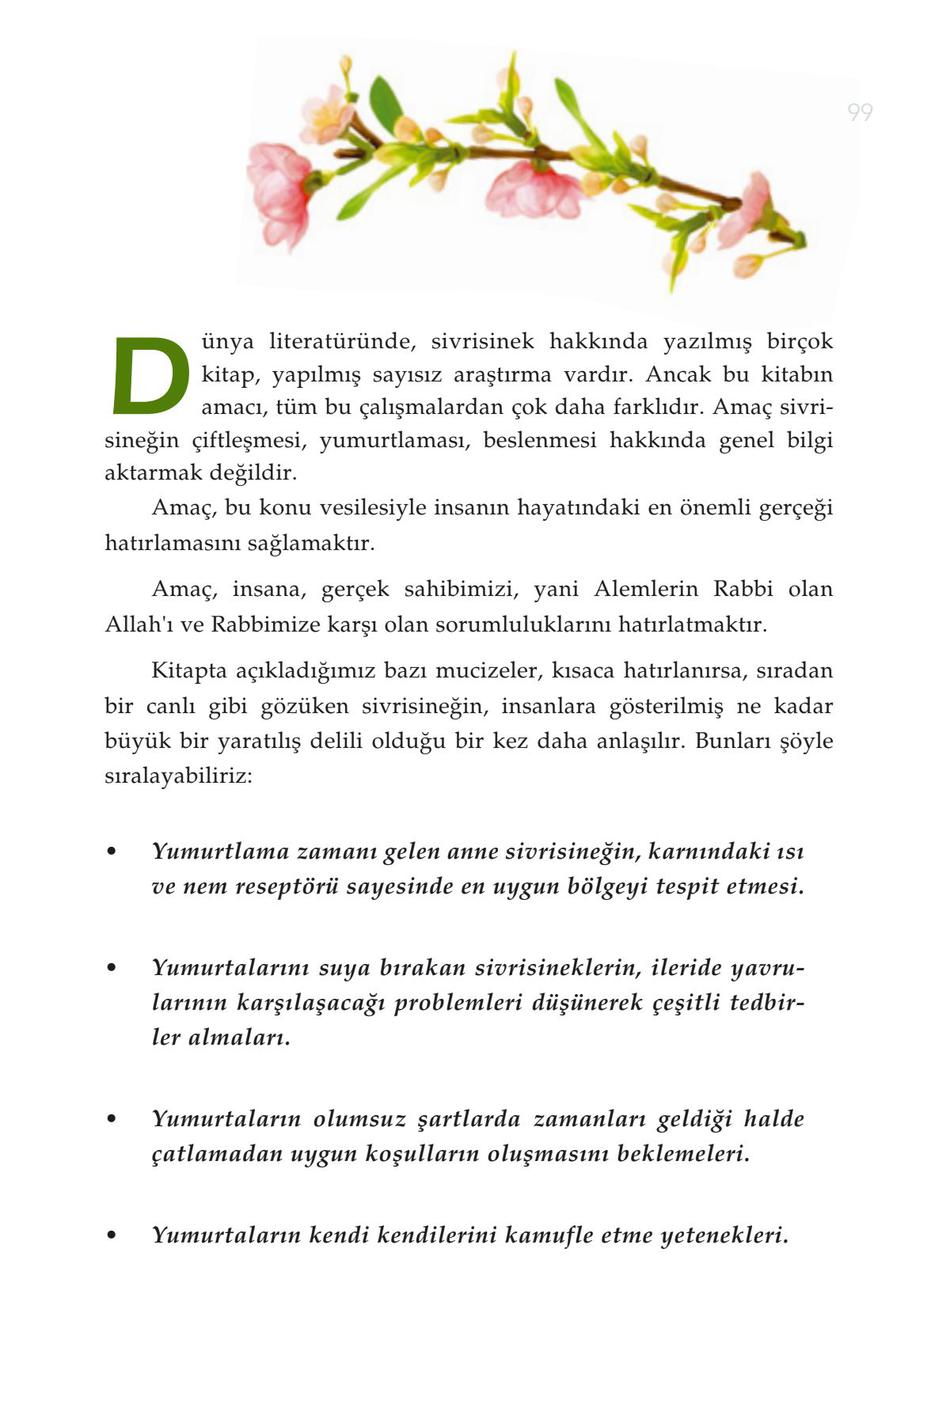 99
Dünya literatüründe, sivrisinek hakkında yazılmış birçok
kitap, yapılmış sayısız araştırma vardır. Ancak bu kitabın
amacı, tüm bu çalışmalardan çok daha farklıdır. Amaç sivri-
sineğin çiftleşmesi, yumurtlaması, beslenmesi hakkında genel bilgi
aktarmak değildir.
Amaç, bu konu vesilesiyle insanın hayatındaki en önemli gerçeği
hatırlamasını sağlamaktır.
Amaç, insana, gerçek sahibimizi, yani Alemlerin Rabbi olan
Allah'ı ve Rabbimize karşı olan sorumluluklarını hatırlatmaktır.
Kitapta açıkladığımız bazı mucizeler, kısaca hatırlanırsa, sıradan
bir canlı gibi gözüken sivrisineğin, insanlara gösterilmiş ne kadar
büyük bir yaratılış delili olduğu bir kez daha anlaşılır. Bunları şöyle
sıralayabiliriz:
• Yumurtlama zamanı gelen anne sivrisineğin, karnındaki ısı
ve nem reseptörü sayesinde en uygun bölgeyi tespit etmesi.
• Yumurtalarını suya bırakan sivrisineklerin, ileride yavru-
larının karşılaşacağı problemleri düşünerek çeşitli tedbir-
ler almaları.
• Yumurtaların olumsuz şartlarda zamanları geldiği halde
çatlamadan uygun koşulların oluşmasını beklemeleri.
• Yumurtaların kendi kendilerini kamufle etme yetenekleri.